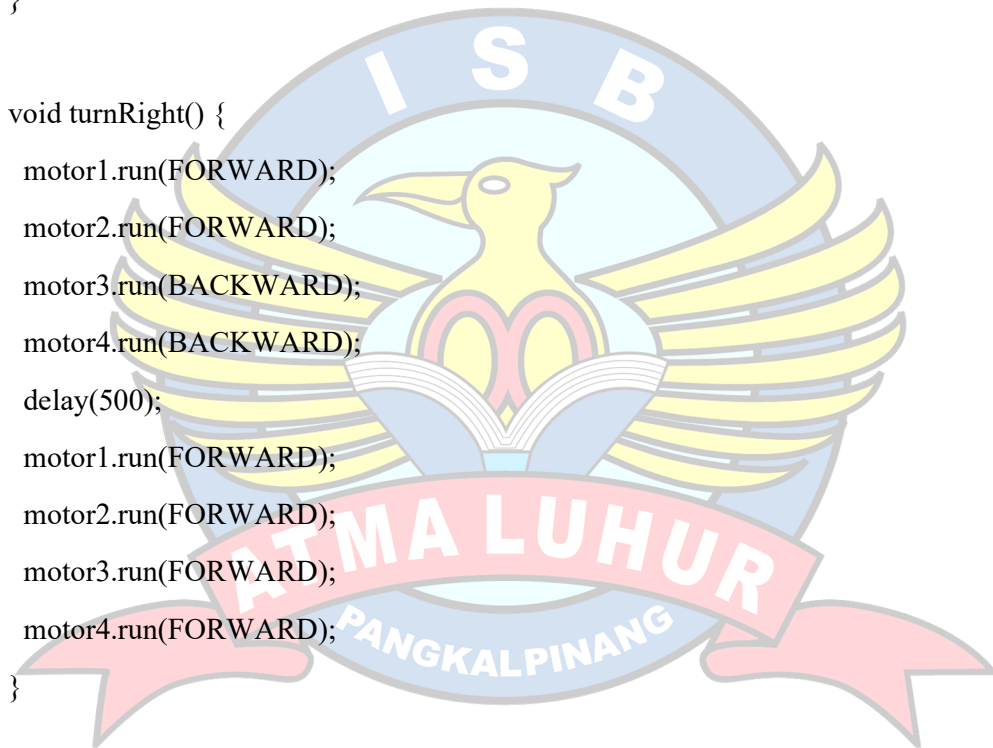 }
I S B
void turnRight() {
motor1.run(FORWARD);
motor2.run(FORWARD);
motor3.run(BACKWARD);
motor4.run(BACKWARD);
delay(500);
motor1.run(FORWARD);
motor2.run(FORWARD);
ATMA LUHUR
motor3.run(FORWARD);
motor4.run(FORWARD);
PANGKALPINANG
}